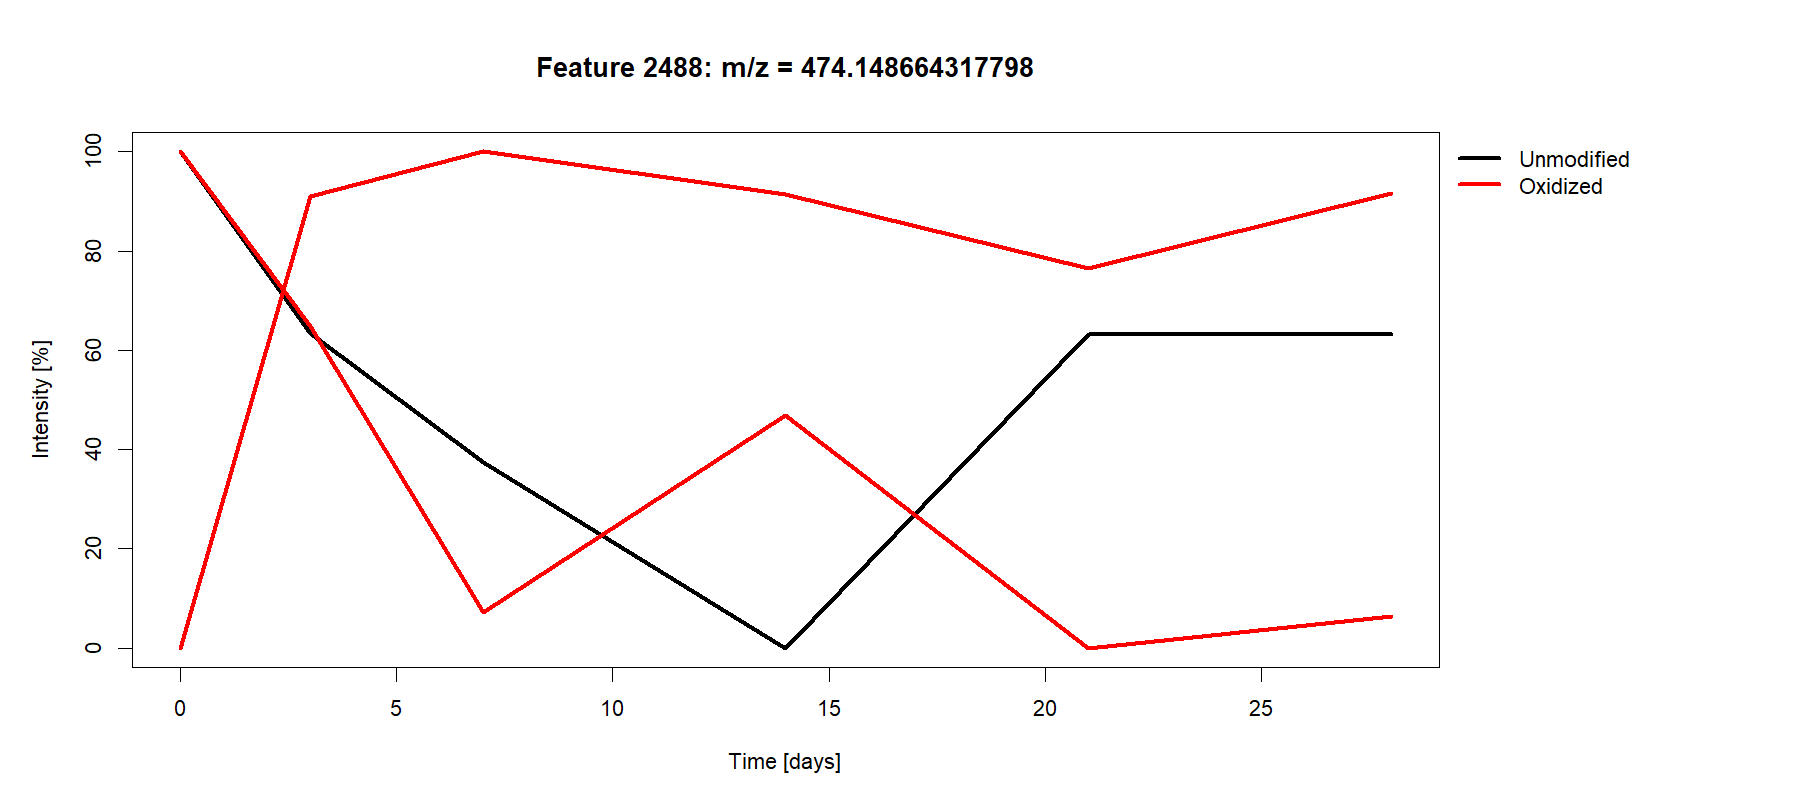 Feature 2488: m/z = 474.148664317798
Unmodified
Oxidized
Intensity [%]
100
80
60
40
20
0
0 5 10 15 20 25
Time [days]